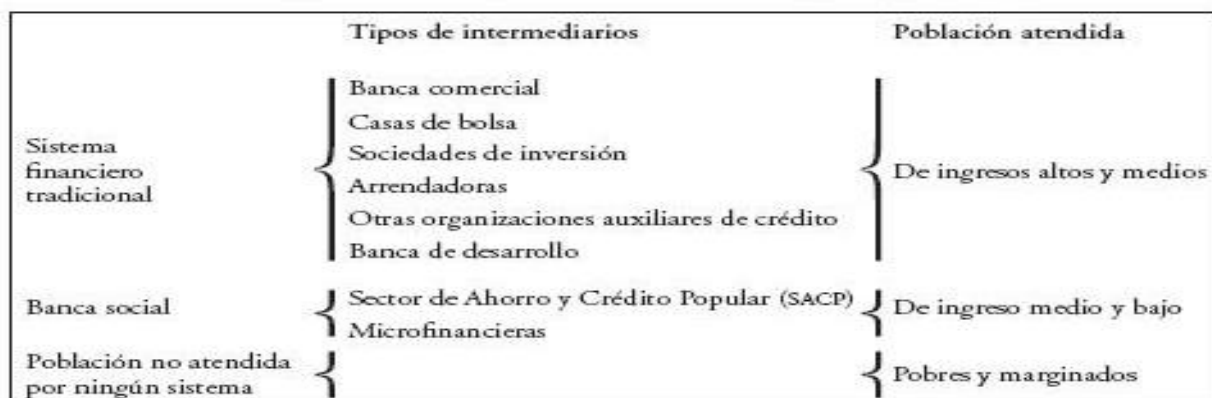 Tipos de intermediarios Población atendida
Banca comercial
Casas de bolsa
Sistema
financiero
tradicional
Sociedades de inversión
Arrendadoras
Otras organizaciones auxiliares de crédito
Banca de desarrollo
De ingresos altos y medios
Banca social
Sector de Ahorro y Crédito Popular (SACP)
Microfinancieras
De ingreso medio y bajo
Población no atendida
por ningún sistema
Pobres y marginados